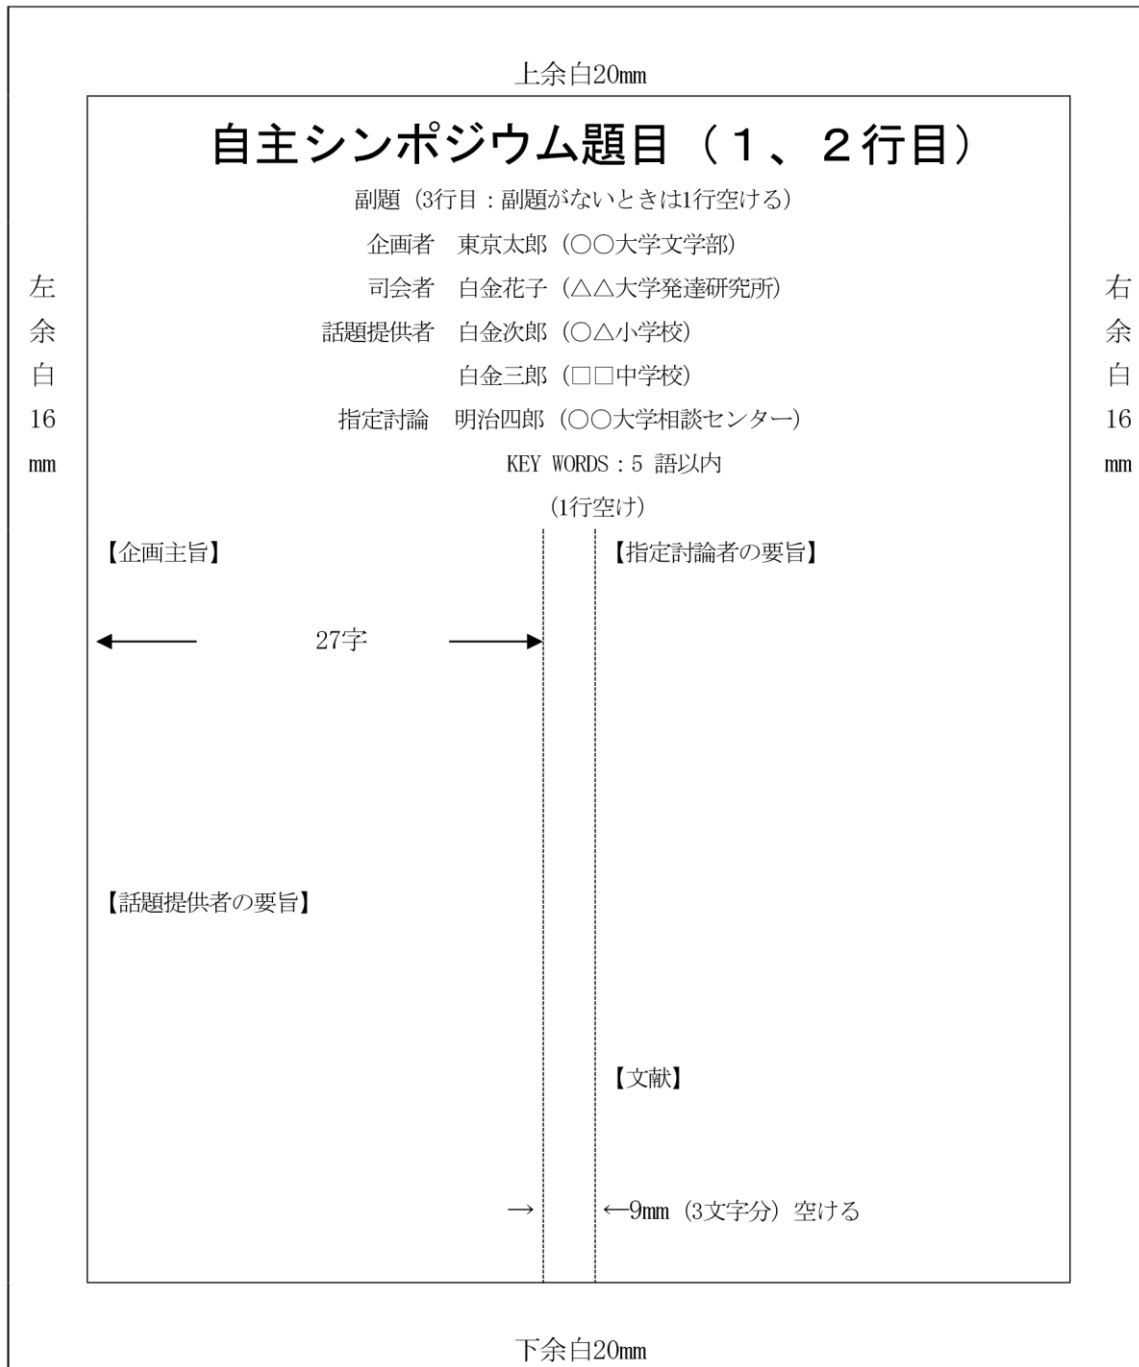 上余白20mm
自主シンポジウム題目（１、２行目）
副題（3行目：副題がないときは1行空ける）
企画者　東京太郎（○○大学文学部）
司会者　白金花子（△△大学発達研究所）
話題提供者　白金次郎（○△小学校）
白金三郎（□□中学校）
指定討論　明治四郎（○○大学相談センター）
KEY WORDS：5 語以内
（1行空け）
左
余
白
16
mm
右
余
白
16
mm
【企画主旨】
27字
【話題提供者の要旨】
【指定討論者の要旨】
【文献】
→　←9mm（3文字分）空ける
下余白20mm